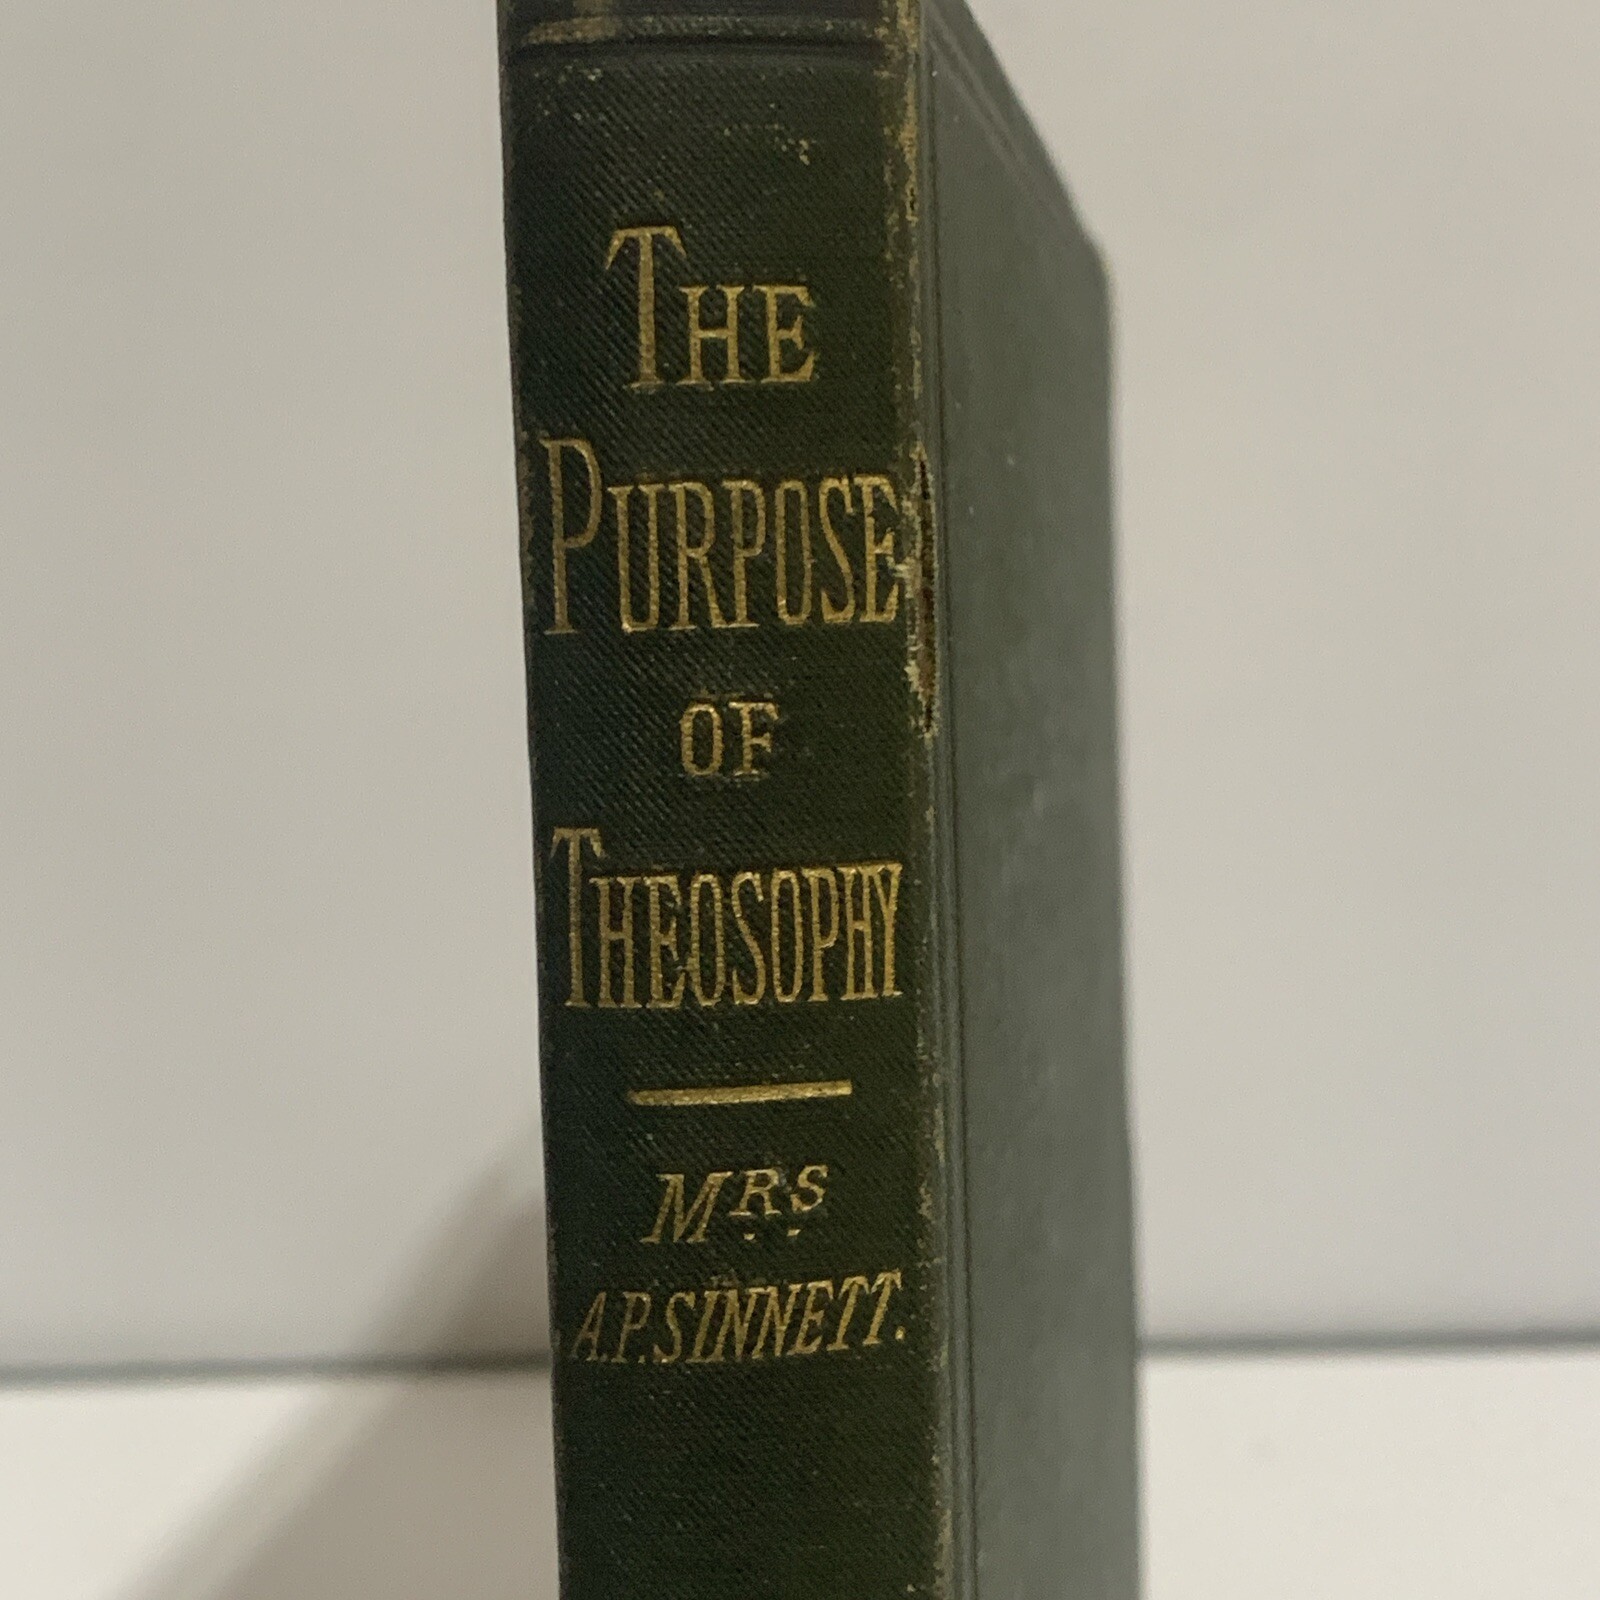 THE
PURPOSE
OF
THEOSOPHY
MRS
A.P. SINNETT.